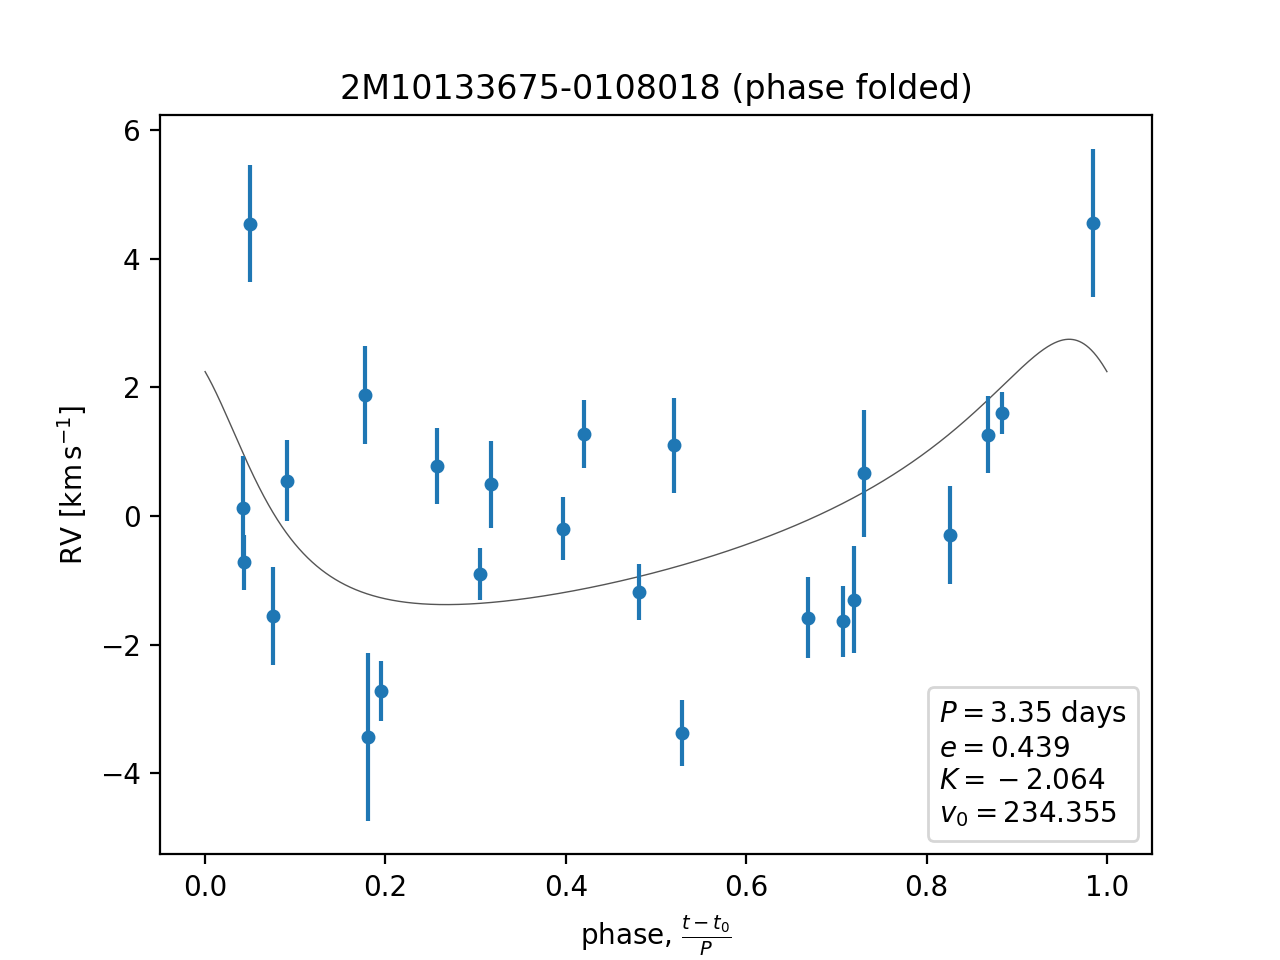 2M10133675-0108018 (phase folded)
6
4
2
0
−2
−4
RV [km s⁻¹]
P = 3.35 days
e = 0.439
K = − 2.064
v₀ = 234.355
0.0 0.2 0.4 0.6 0.8 1.0
phase, (t − t₀)/P